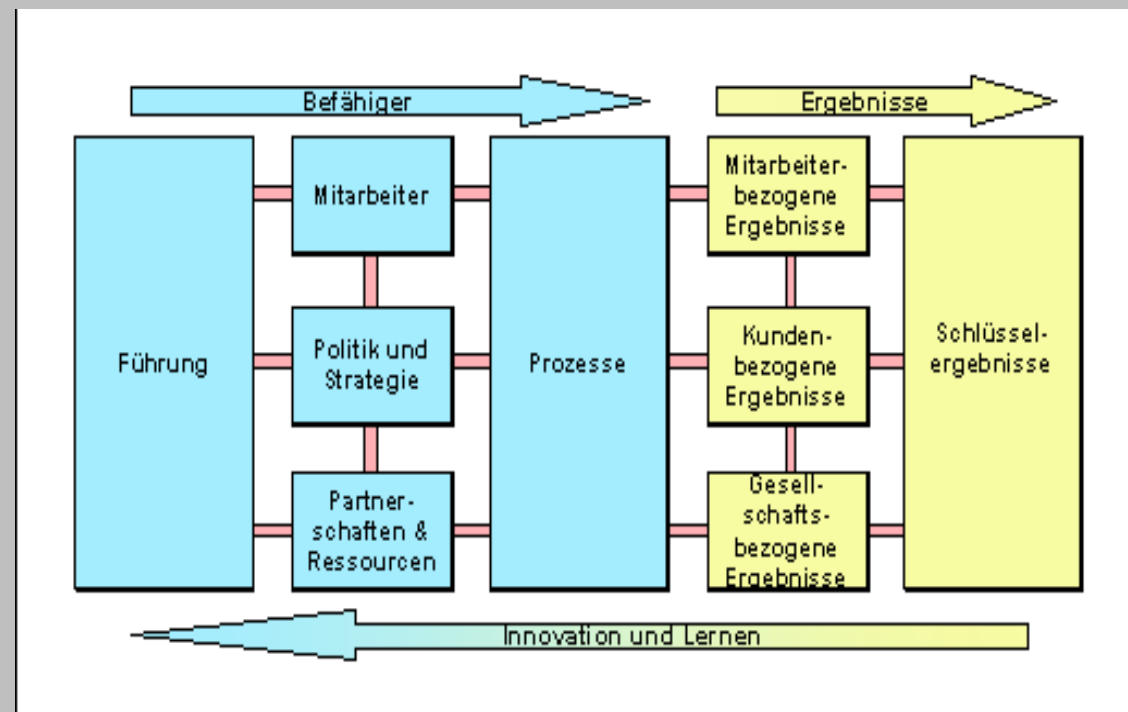 Befähiger
Ergebnisse
Führung
Mitarbeiter
Politik und
Strategie
Partner-
schaften &
Ressourcen
Prozesse
Mitarbeiter-
bezogene
Ergebnisse
Kunden-
bezogene
Ergebnisse
Gesell-
schafts-
bezogene
Ergebnisse
Schlüssel-
ergebnisse
Innovation und Lernen